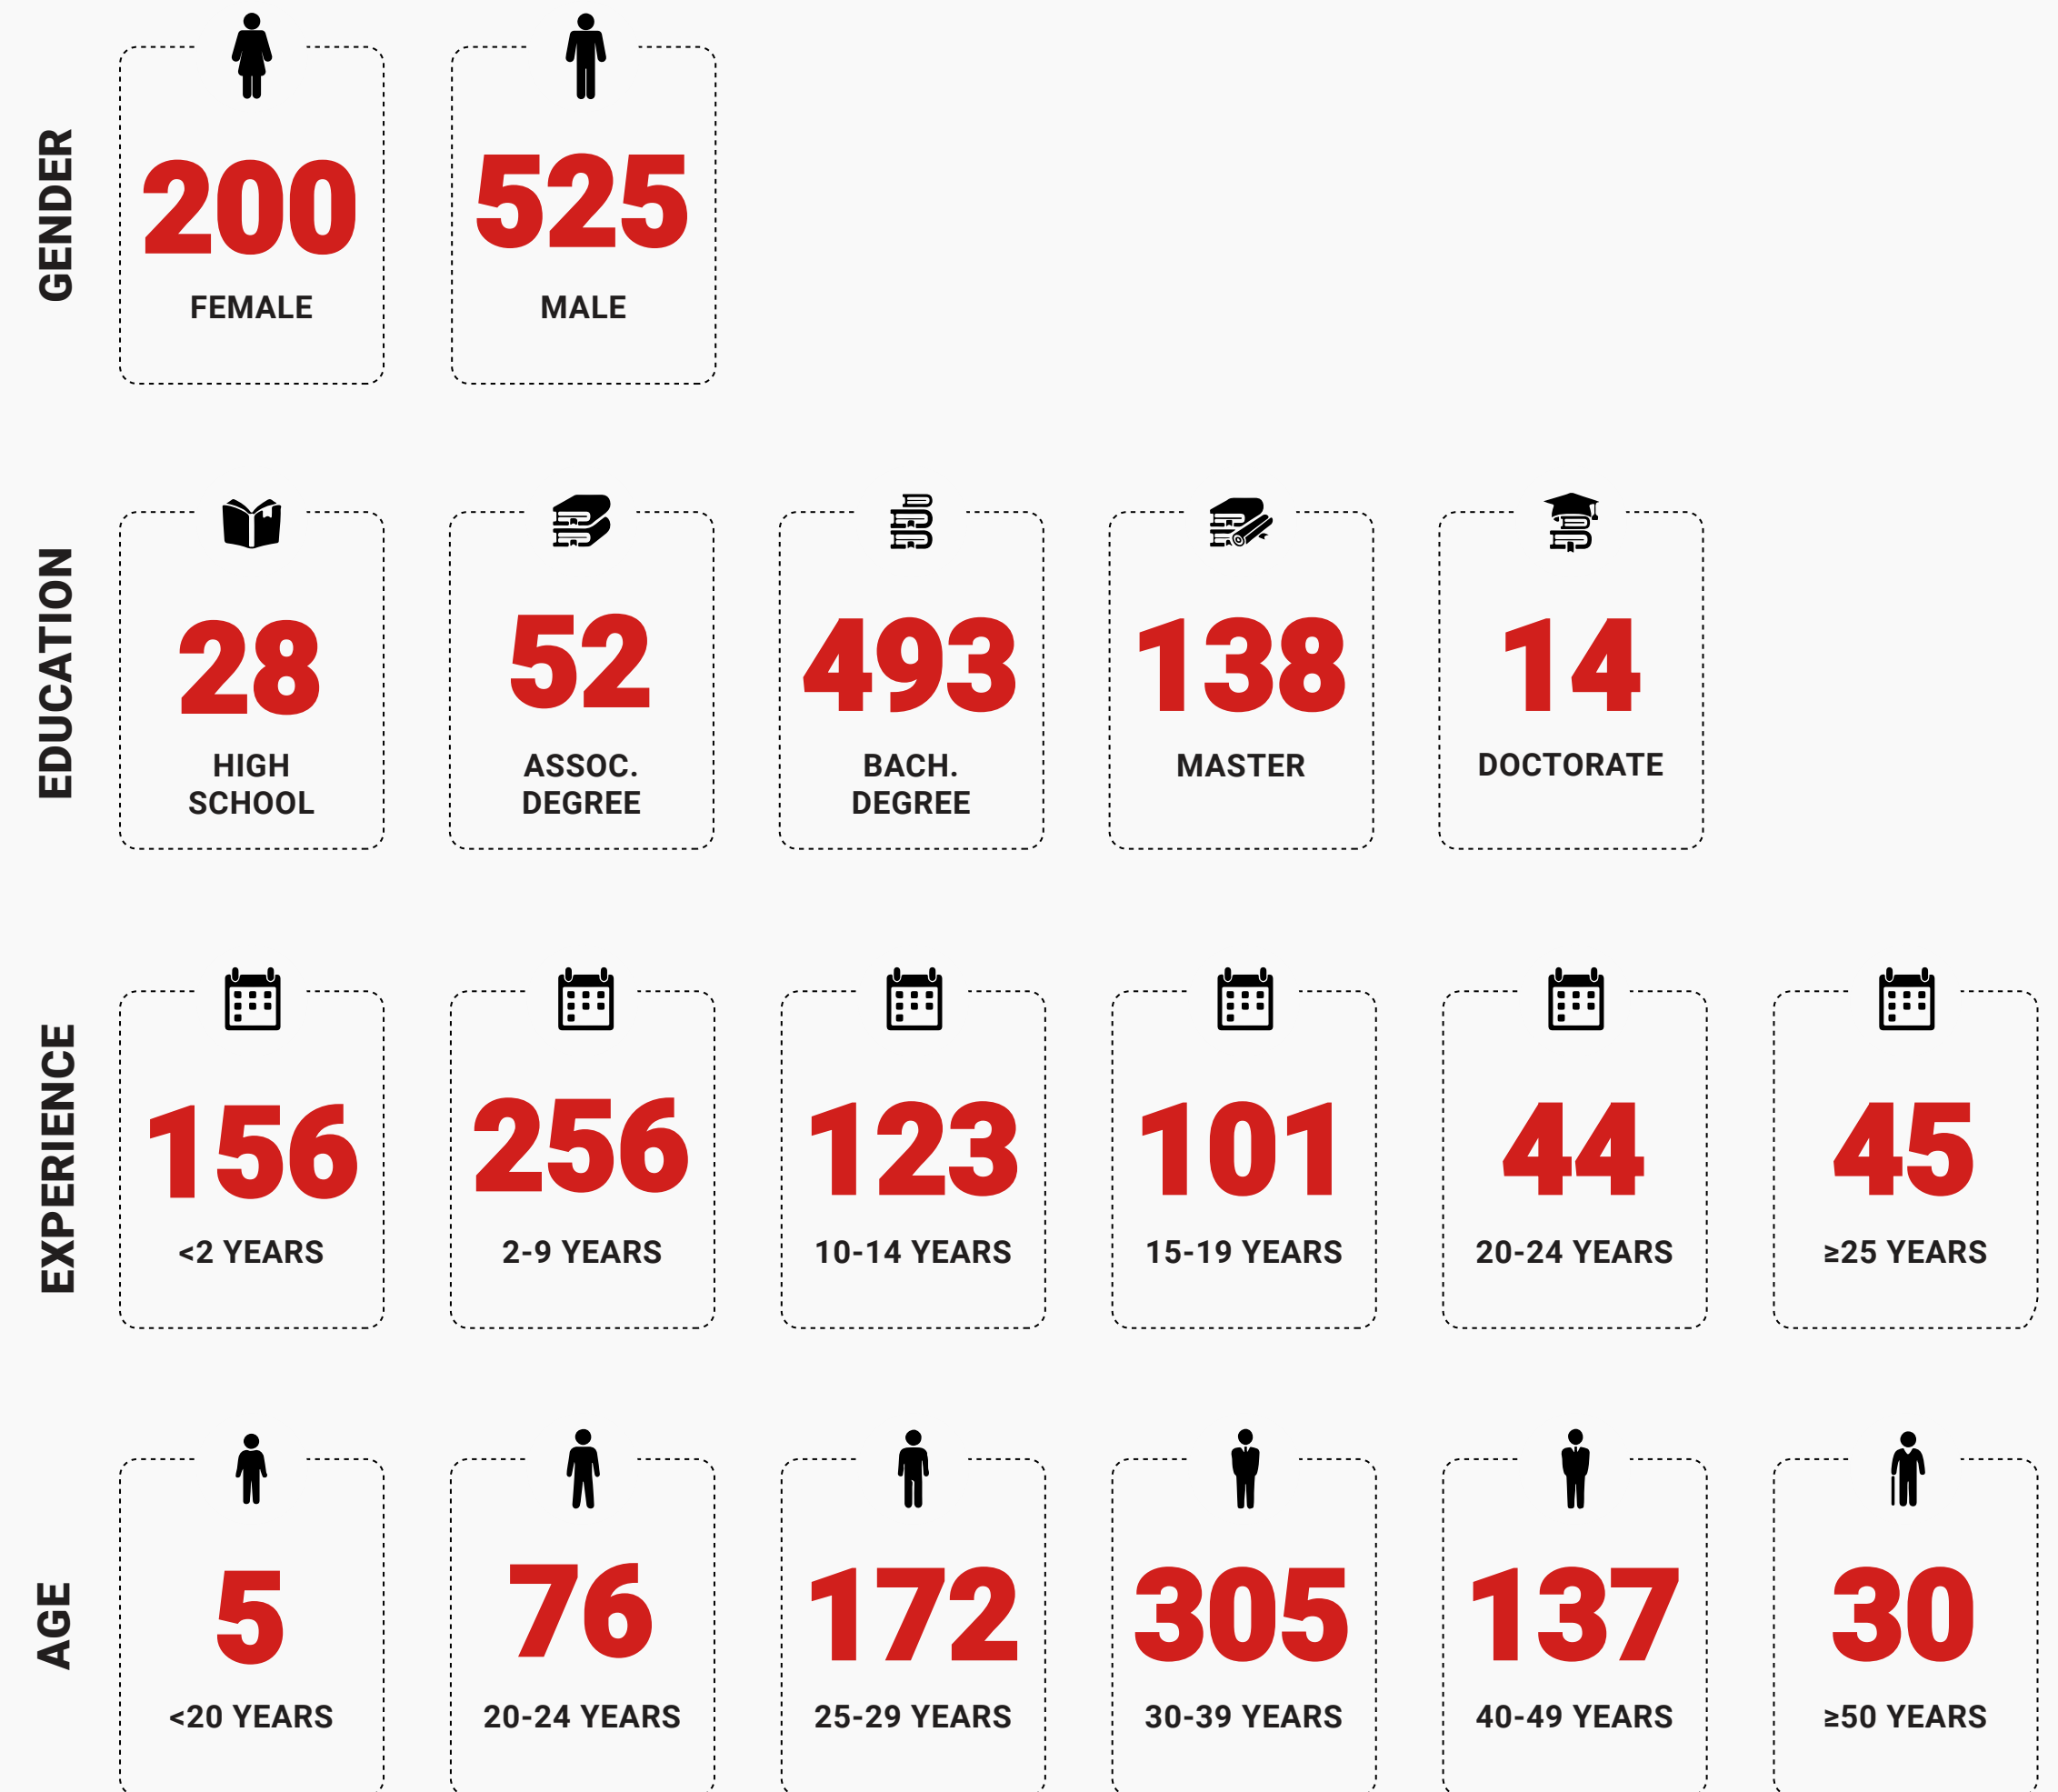 GENDER
200
FEMALE
525
MALE
EDUCATION
28
HIGH
SCHOOL
52
ASSOC.
DEGREE
493
BACH.
DEGREE
138
MASTER
14
DOCTORATE
EXPERIENCE
156
<2 YEARS
256
2-9 YEARS
123
10-14 YEARS
101
15-19 YEARS
44
20-24 YEARS
45
≥25 YEARS
AGE
5
<20 YEARS
76
20-24 YEARS
172
25-29 YEARS
305
30-39 YEARS
137
40-49 YEARS
30
≥50 YEARS